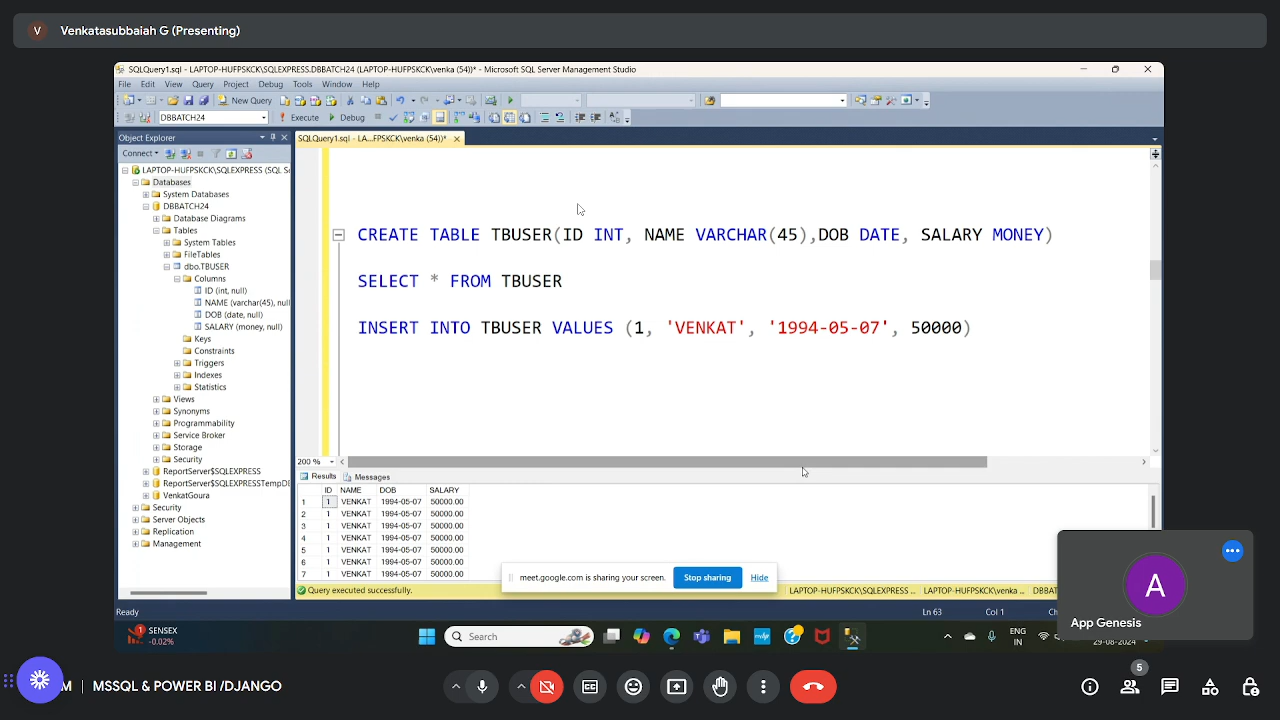 V Venkatasubbaiah G (Presenting)
SQLQuery1.sql - LAPTOP-HUFPSKCK\SQLEXPRESS.DBBATCH24 (LAPTOP-HUFPSKCK\venka (54))* - Microsoft SQL Server Management Studio
File Edit View Query Project Debug Tools Window Help
New Query
DBBATCH24 Execute Debug
Object Explorer
SQLQuery1.sql - LA...FPSKCK\venka (54))*
Connect
LAPTOP-HUFPSKCK\SQLEXPRESS (SQL S
Databases
System Databases
DBBATCH24
Database Diagrams
Tables
System Tables
FileTables
dbo.TBUSER
Columns
ID (int, null)
NAME (varchar(45), null
DOB (date, null)
SALARY (money, null)
Keys
Constraints
Triggers
Indexes
Statistics
Views
Synonyms
Programmability
Service Broker
Storage
Security
ReportServer$SQLEXPRESS
ReportServer$SQLEXPRESSTempDB
VenkatGoura
Security
Server Objects
Replication
Management
CREATE TABLE TBUSER(ID INT, NAME VARCHAR(45),DOB DATE, SALARY MONEY)
SELECT * FROM TBUSER
INSERT INTO TBUSER VALUES (1, 'VENKAT', '1994-05-07', 50000)
200 %
Results Messages
ID NAME DOB SALARY
1 1 VENKAT 1994-05-07 50000.00
2 1 VENKAT 1994-05-07 50000.00
3 1 VENKAT 1994-05-07 50000.00
4 1 VENKAT 1994-05-07 50000.00
5 1 VENKAT 1994-05-07 50000.00
6 1 VENKAT 1994-05-07 50000.00
7 1 VENKAT 1994-05-07 50000.00
meet.google.com is sharing your screen. Stop sharing Hide
Query executed successfully. LAPTOP-HUFPSKCK\SQLEXPRESS ... LAPTOP-HUFPSKCK\venka ... DBBAT
Ready Ln 63 Col 1 Ch
A
App Genesis
1 SENSEX
-0.02%
Search
ENG
IN
29-08-2024
M MSSQL & POWER BI /DJANGO
5